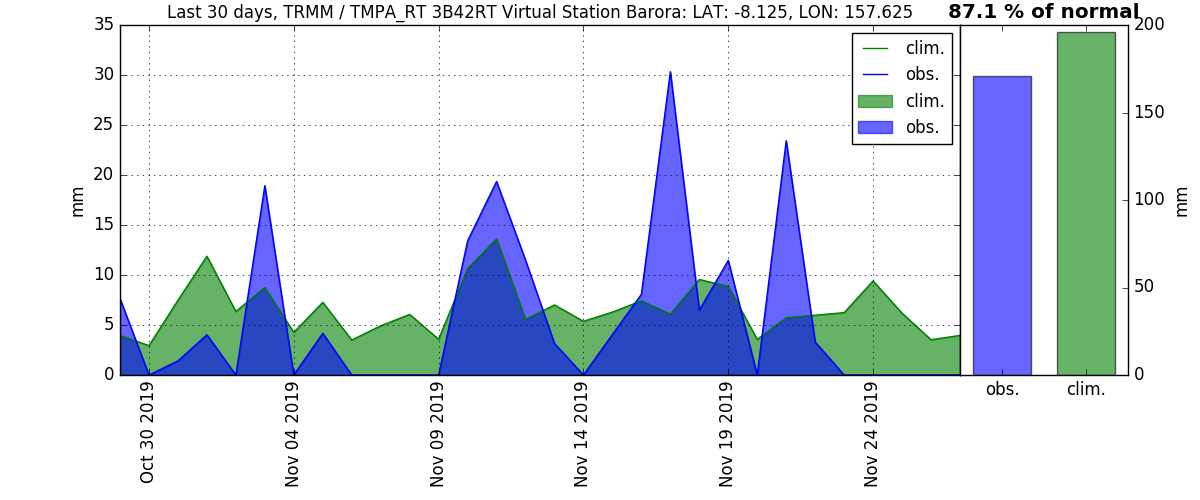 Last 30 days, TRMM / TMPA_RT 3B42RT Virtual Station Barora: LAT: -8.125, LON: 157.625
87.1 % of normal
35
30
25
20
15
10
5
0
mm
clim.
obs.
clim.
obs.
Oct 30 2019
Nov 04 2019
Nov 09 2019
Nov 14 2019
Nov 19 2019
Nov 24 2019
200
150
100
50
0
mm
obs.
clim.